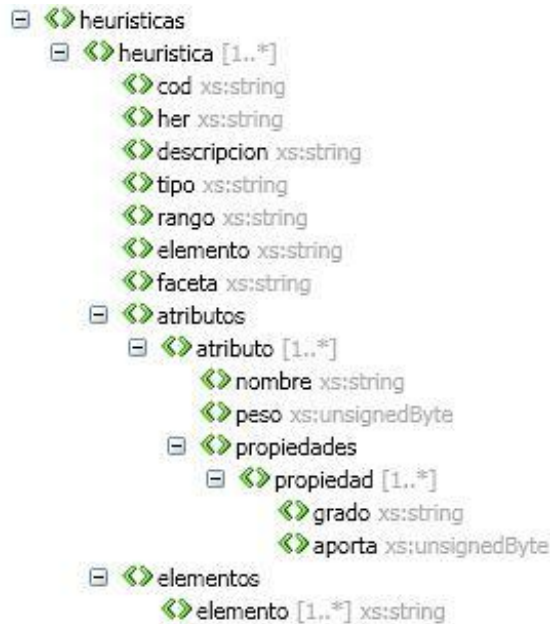 heuristicas
heuristica [1..*]
cod xs:string
her xs:string
descripcion xs:string
tipo xs:string
rango xs:string
elemento xs:string
faceta xs:string
atributos
atributo [1..*]
nombre xs:string
peso xs:unsignedByte
propiedades
propiedad [1..*]
grado xs:string
aporta xs:unsignedByte
elementos
elemento [1..*] xs:string